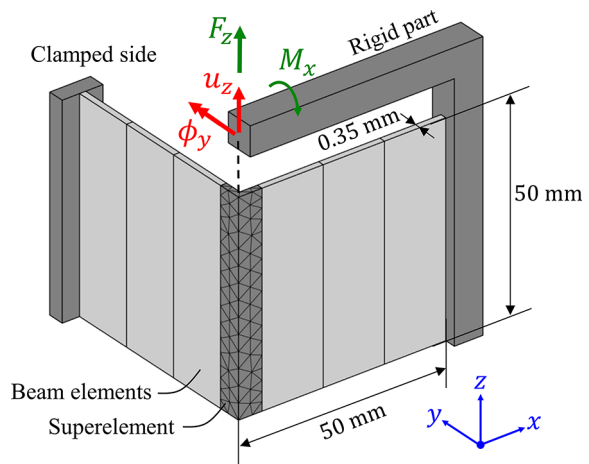 Rigid part
F_z
Clamped side
M_x
u_z
0.35 mm
ϕ_y
50 mm
Beam elements
Superelement
50 mm
z
y
x